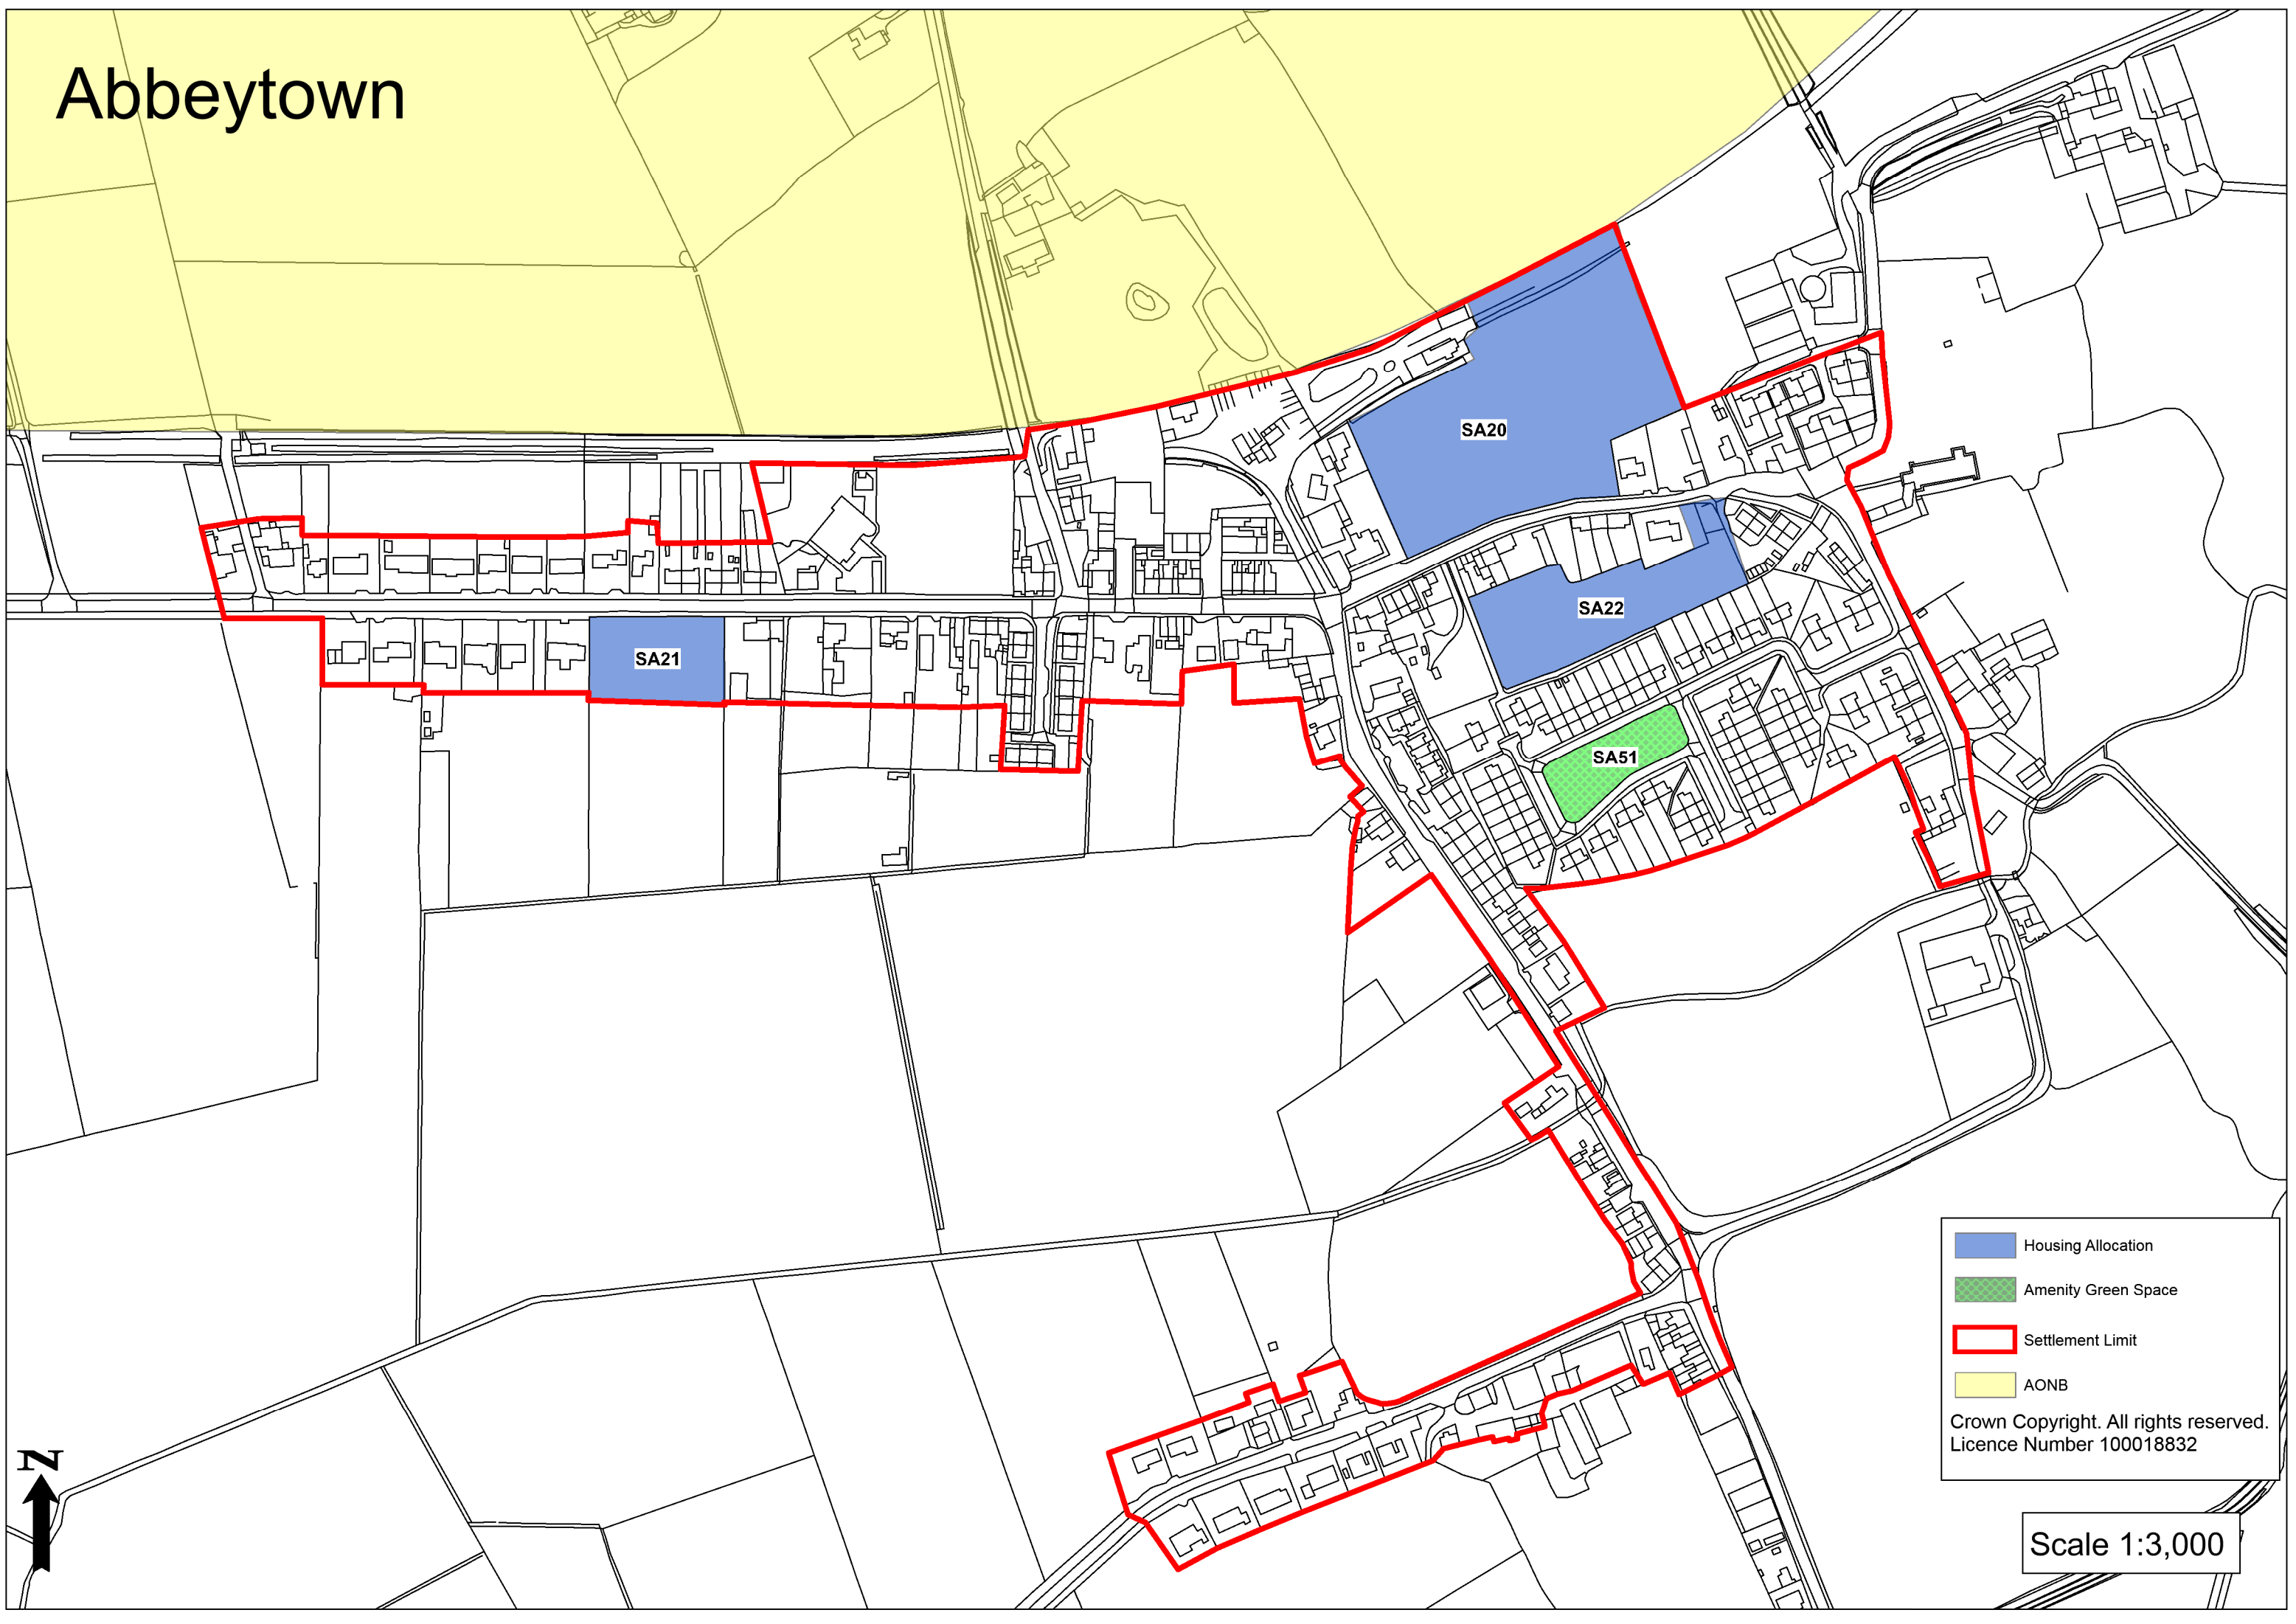 Abbeytown
SA20
SA22
SA21
SA51
Housing Allocation
Amenity Green Space
Settlement Limit
AONB
Crown Copyright. All rights reserved.
Licence Number 100018832
N
Scale 1:3,000